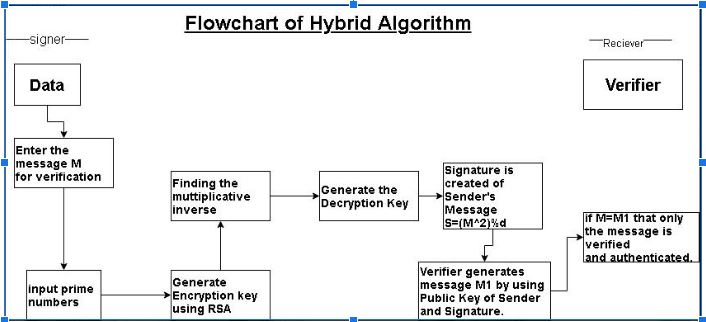 Flowchart of Hybrid Algorithm
signer
Reciever
Data
Verifier
Enter the
message M
for verification
input prime
numbers
Generate
Encryption key
using RSA
Finding the
muttiplicative
inverse
Generate the
Decryption Key
Signature is
created of
Sender's
Message
S=(M^2)%d
Verifier generates
message M1 by using
Public Key of Sender
and Signature.
if M=M1 that only
the message is
verified
and authenticated.